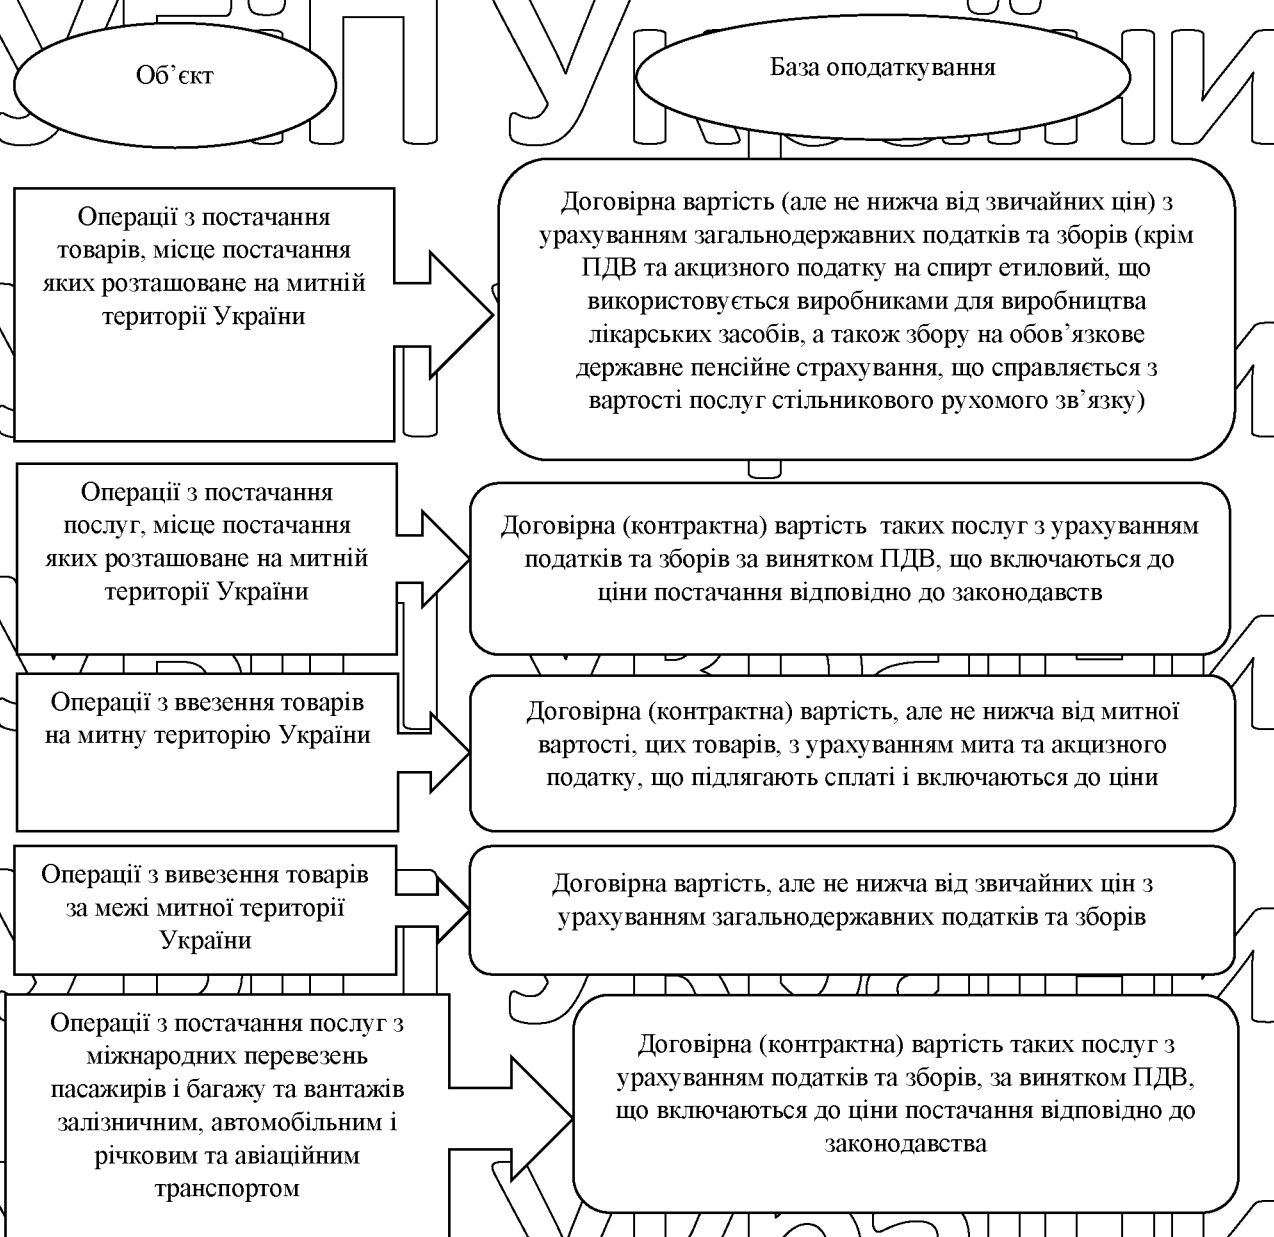 Об’єкт
База оподаткування
Операції з постачання
товарів, місце постачання
яких розташоване на митній
території України
Договірна вартість (але не нижча від звичайних цін) з
урахуванням загальнодержавних податків та зборів (крім
ПДВ та акцизного податку на спирт етиловий, що
використовується виробниками для виробництва
лікарських засобів, а також збору на обов’язкове
державне пенсійне страхування, що справляється з
вартості послуг стільникового рухомого зв’язку)
Операції з постачання
послуг, місце постачання
яких розташоване на митній
території України
Договірна (контрактна) вартість таких послуг з урахуванням
податків та зборів за винятком ПДВ, що включаються до
ціни постачання відповідно до законодавств
Операції з ввезення товарів
на митну територію України
Договірна (контрактна) вартість, але не нижча від митної
вартості, цих товарів, з урахуванням мита та акцизного
податку, що підлягають сплаті і включаються до ціни
Операції з вивезення товарів
за межі митної території
України
Договірна вартість, але не нижча від звичайних цін з
урахуванням загальнодержавних податків та зборів
Операції з постачання послуг з
міжнародних перевезень
пасажирів і багажу та вантажів
залізничним, автомобільним і
річковим та авіаційним
транспортом
Договірна (контрактна) вартість таких послуг з
урахуванням податків та зборів, за винятком ПДВ,
що включаються до ціни постачання відповідно до
законодавства